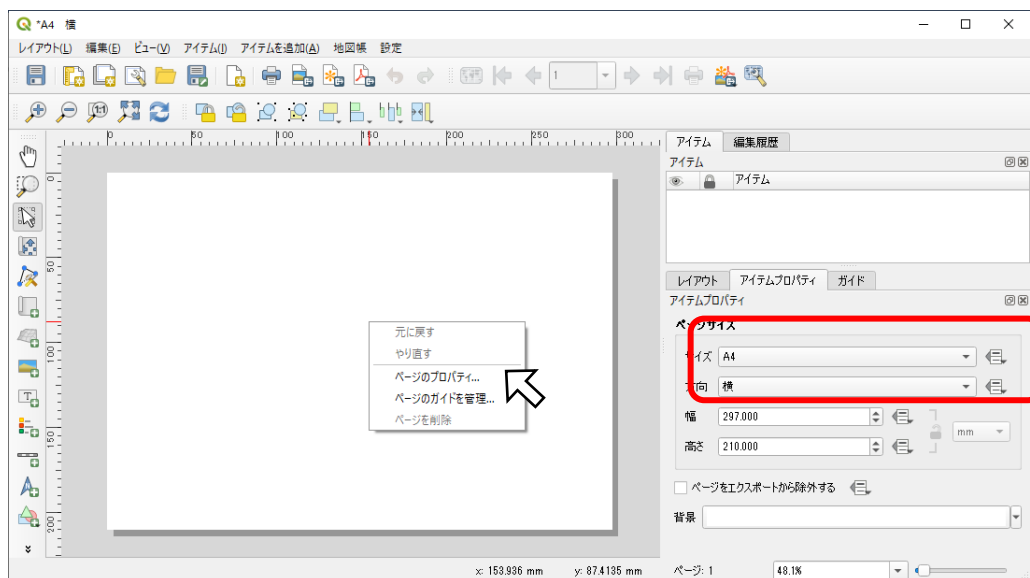 *A4 横
レイアウト(L) 編集(E) ビュー(V) アイテム(I) アイテムを追加(A) 地図帳 設定
1
1:1
0 50 100 150 200 250 300
0
50
100
150
200
元に戻す
やり直す
ページのプロパティ...
ページのガイドを管理...
ページを削除
アイテム 編集履歴
アイテム
アイテム
レイアウト アイテムプロパティ ガイド
アイテムプロパティ
ページサイズ
サイズ A4
方向 横
幅 297.000
mm
高さ 210.000
ページをエクスポートから除外する
背景
x: 153.936 mm y: 87.4135 mm ページ: 1 48.1%